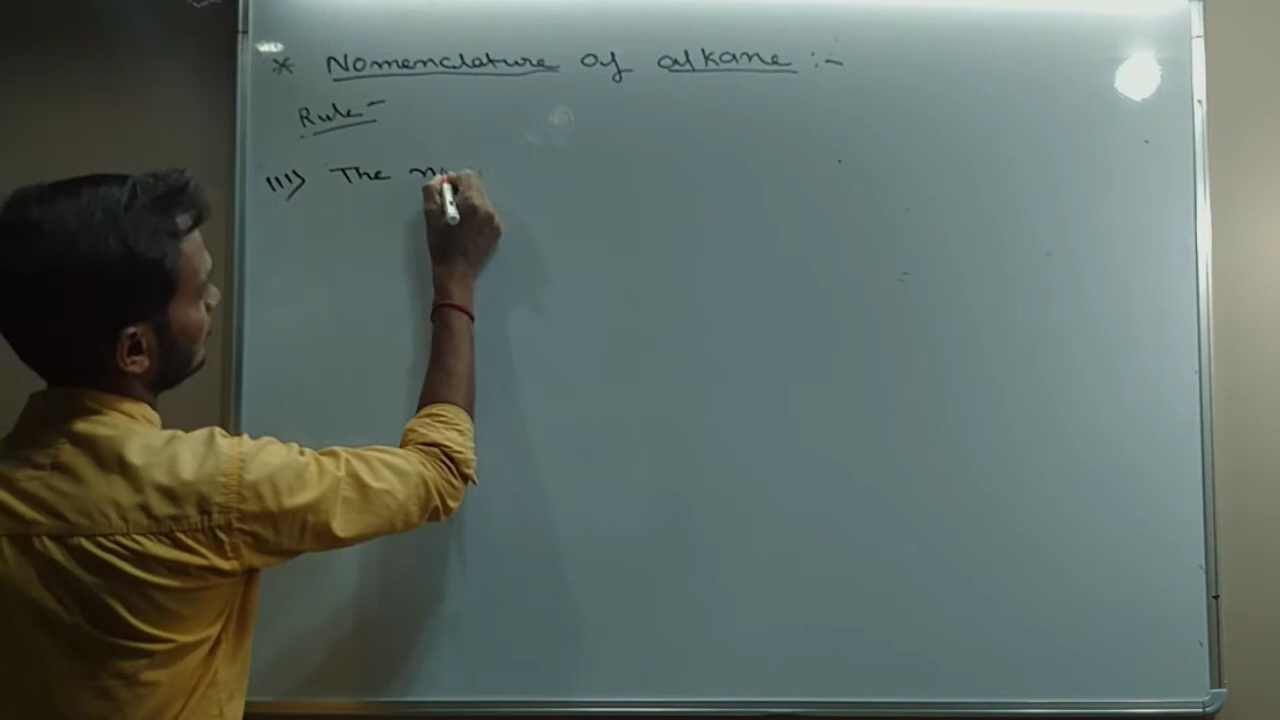 * Nomenclature of alkane :-
Rule -
(III) The